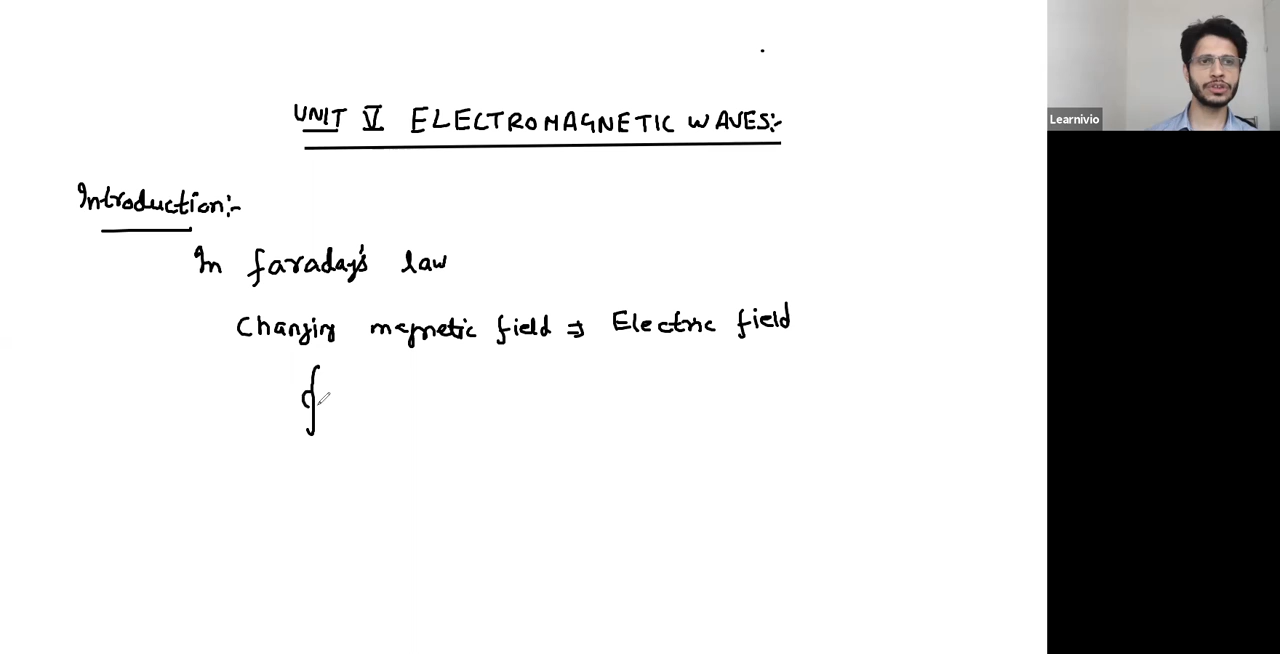 UNIT V ELECTROMAGNETIC WAVES:-
Introduction:-
In faraday's law
Changing magnetic field ⇒ Electric field
∮
Learnivio